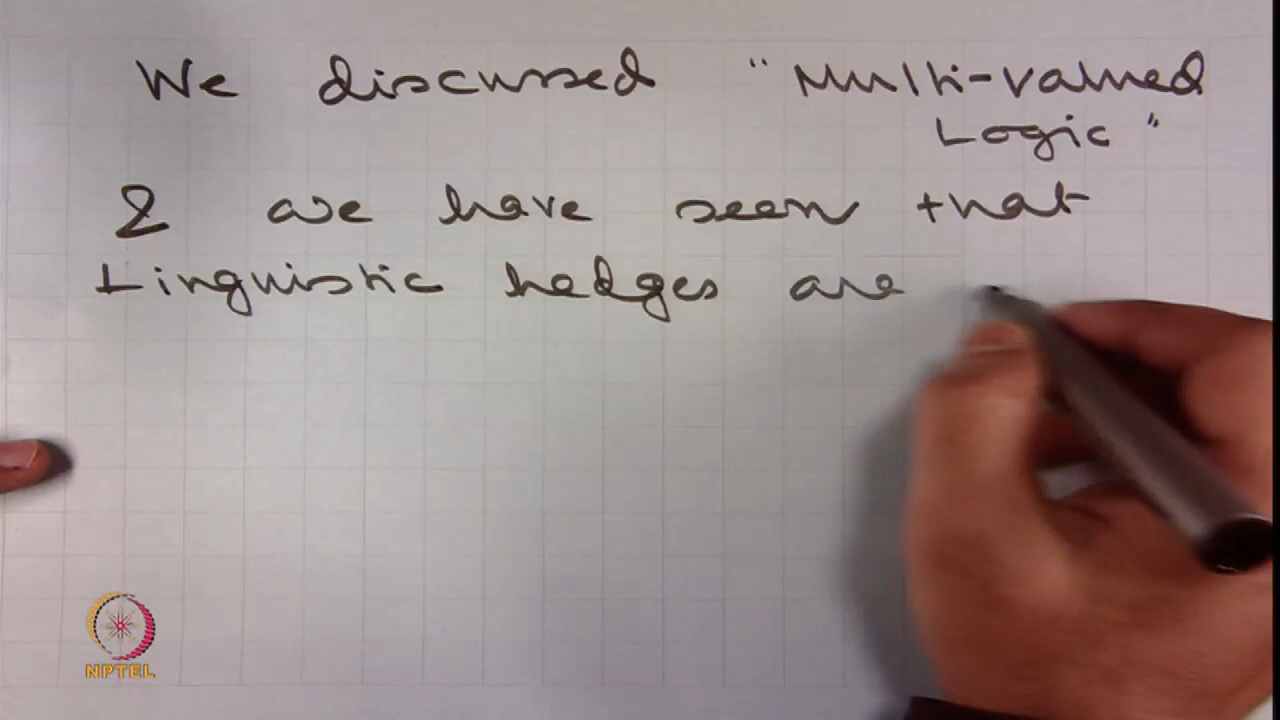 We discussed "Multi-valued
Logic"
& we have seen that
Linguistic hedges are
NPTEL